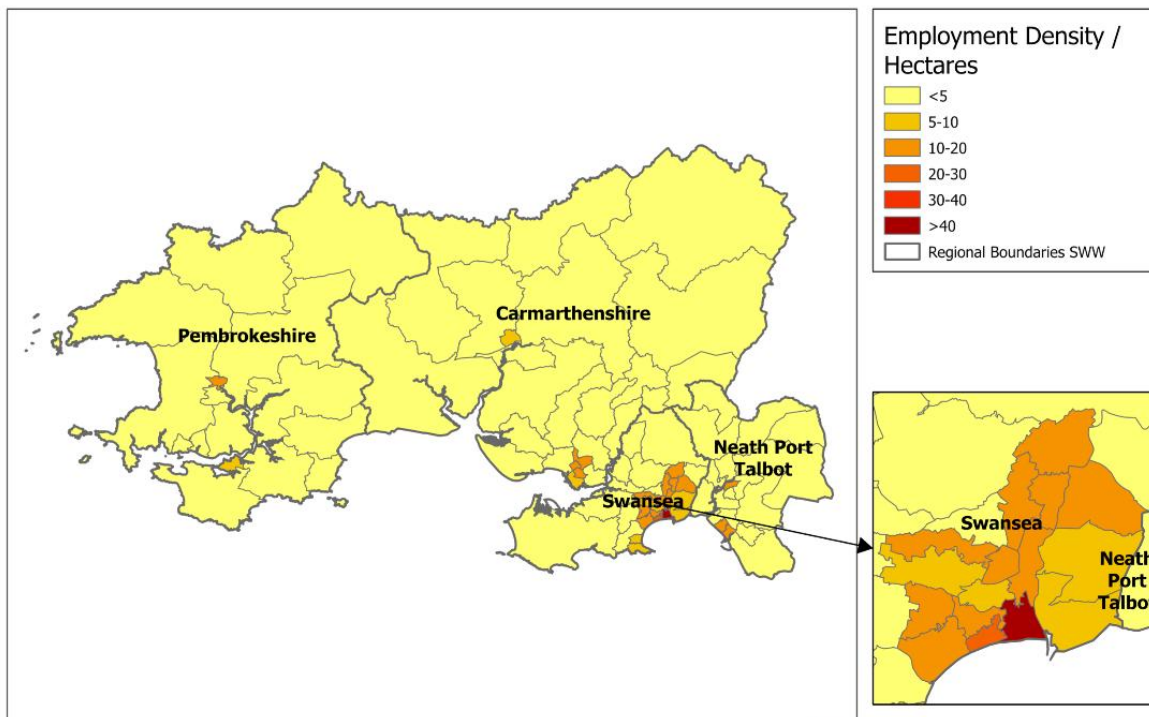 Employment Density /
Hectares
<5
5-10
10-20
20-30
30-40
>40
Regional Boundaries SWW
Carmarthenshire
Pembrokeshire
Neath Port
Talbot
Swansea
Swansea
Neath
Port
Talbot